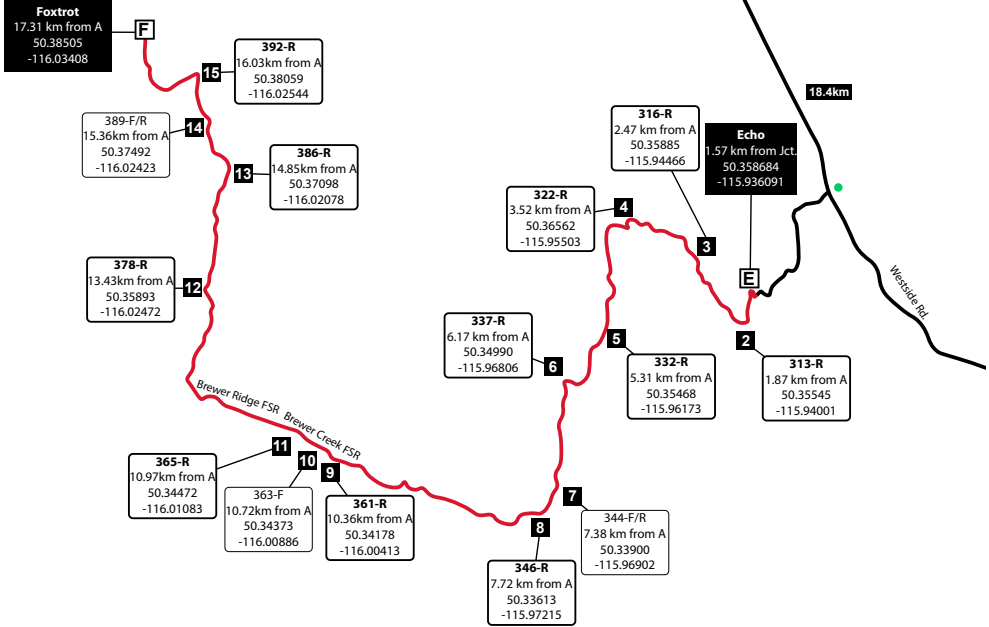 Foxtrot
17.31 km from A
50.38505
-116.03408
F
15
392-R
16.03km from A
50.38059
-116.02544
389-F/R
15.36km from A
50.37492
-116.02423
14
13
386-R
14.85km from A
50.37098
-116.02078
378-R
13.43km from A
50.35893
-116.02472
12
18.4km
316-R
2.47 km from A
50.35885
-115.94466
Echo
1.57 km from Jct.
50.358684
-115.936091
322-R
3.52 km from A
50.36562
-115.95503
4
3
E
Westside Rd.
337-R
6.17 km from A
50.34990
-115.96806
6
5
332-R
5.31 km from A
50.35468
-115.96173
2
313-R
1.87 km from A
50.35545
-115.94001
Brewer Ridge FSR
Brewer Creek FSR
11
10
9
365-R
10.97km from A
50.34472
-116.01083
363-F
10.72km from A
50.34373
-116.00886
361-R
10.36km from A
50.34178
-116.00413
7
8
344-F/R
7.38 km from A
50.33900
-115.96902
346-R
7.72 km from A
50.33613
-115.97215